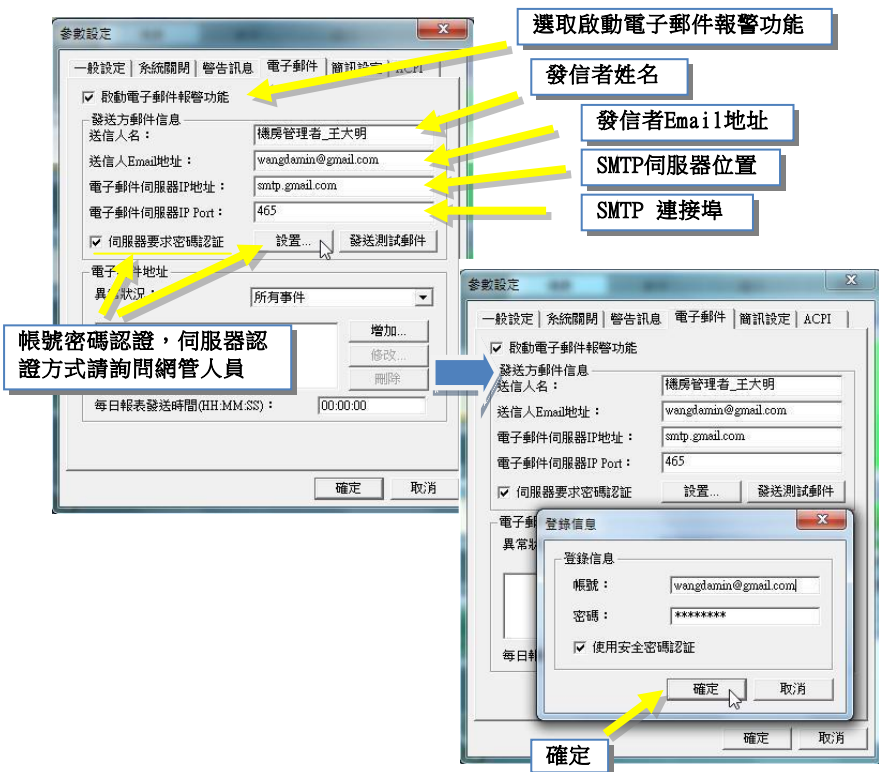 選取啟動電子郵件報警功能
發信者姓名
發信者Email地址
SMTP伺服器位置
SMTP 連接埠
參數設定
一般設定 系統關閉 警告訊息 電子郵件 簡訊設定 ACPI
啟動電子郵件報警功能
發送方郵件信息
送信人名： 機房管理者_王大明
送信人Email地址： wangdamin@gmail.com
電子郵件伺服器IP地址： smtp.gmail.com
電子郵件伺服器IP Port： 465
伺服器要求密碼認証 設置... 發送測試郵件
電子郵件地址
異常狀況： 所有事件
增加...
修改...
刪除
每日報表發送時間(HH:MM:SS)： 00:00:00
確定 取消
帳號密碼認證，伺服器認
證方式請詢問網管人員
參數設定
一般設定 系統關閉 警告訊息 電子郵件 簡訊設定 ACPI
啟動電子郵件報警功能
發送方郵件信息
送信人名： 機房管理者_王大明
送信人Email地址： wangdamin@gmail.com
電子郵件伺服器IP地址： smtp.gmail.com
電子郵件伺服器IP Port： 465
伺服器要求密碼認証 設置... 發送測試郵件
電子郵
異常狀
每日報
登錄信息
登錄信息
帳號： wangdamin@gmail.com
密碼： ********
使用安全密碼認証
確定 取消
確定 取消
確定